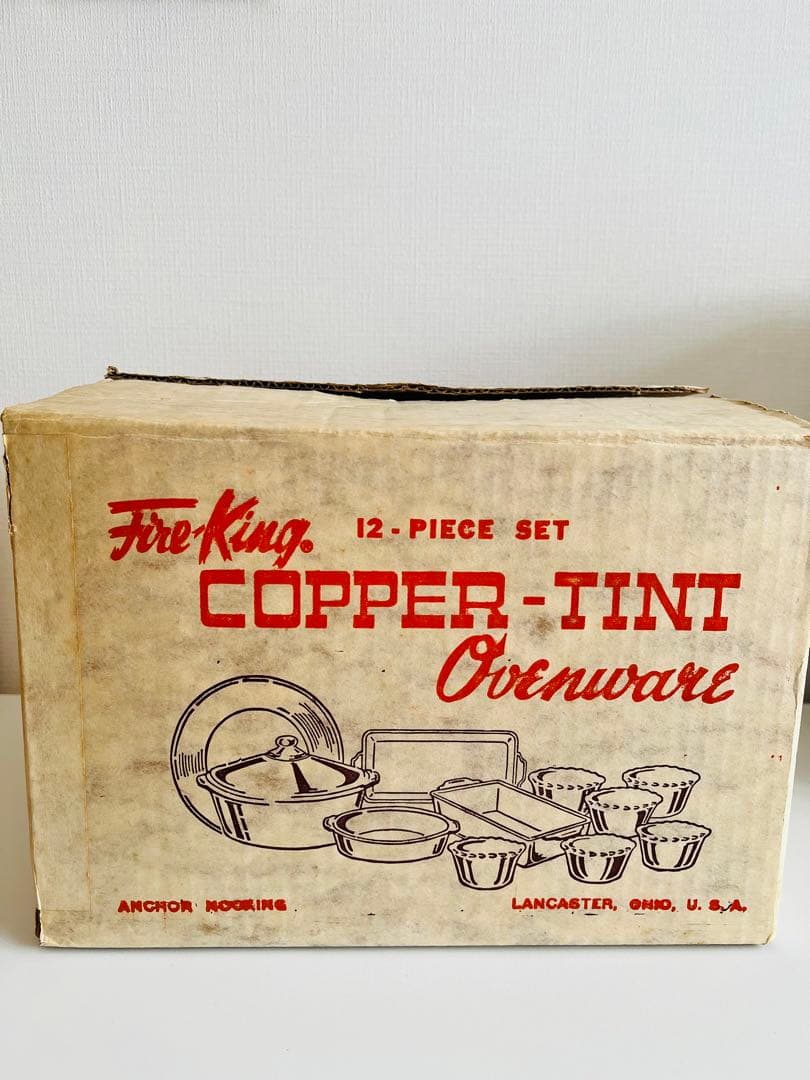 Fire-King® 12-PIECE SET
COPPER-TINT
Ovenware
ANCHOR HOCKING LANCASTER, OHIO, U.S.A.